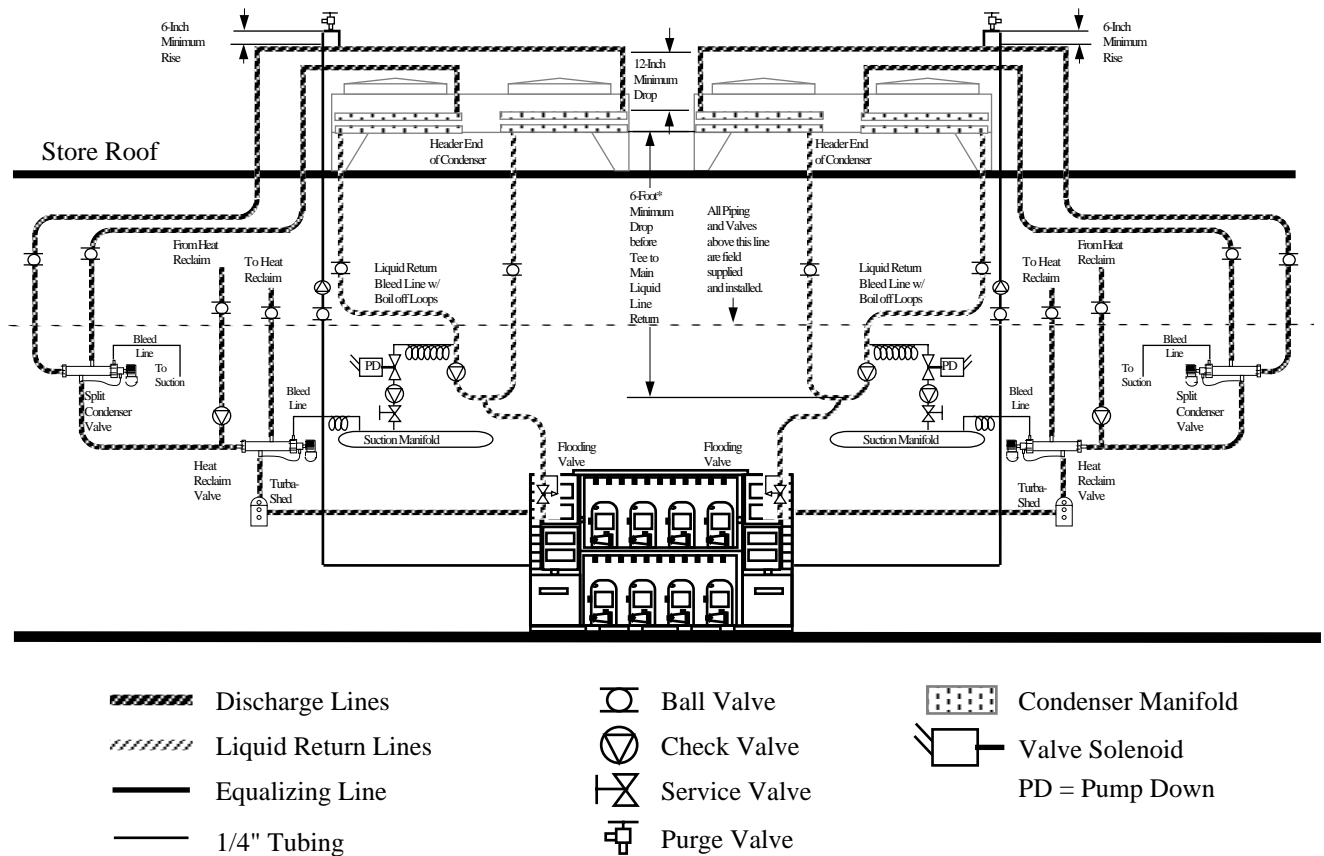 6-Inch
Minimum
Rise
12-Inch
Minimum
Drop
6-Inch
Minimum
Rise
Store Roof
Header End
of Condenser
Header End
of Condenser
6-Foot*
Minimum
Drop
before
Tee to
Main
Liquid
Line
Return
All Piping
and Valves
above this line
are field
supplied
and installed.
From Heat
Reclaim
To Heat
Reclaim
Liquid Return
Bleed Line w/
Boil off Loops
Liquid Return
Bleed Line w/
Boil off Loops
To Heat
Reclaim
From Heat
Reclaim
Bleed
Line
To
Suction
Split
Condenser
Valve
PD
Bleed
Line
Suction Manifold
Heat
Reclaim
Valve
Turba-
Shed
Flooding
Valve
Flooding
Valve
PD
Bleed
Line
Suction Manifold
Bleed
Line
To
Suction
Split
Condenser
Valve
Heat
Reclaim
Valve
Turba-
Shed
Discharge Lines
Liquid Return Lines
Equalizing Line
1/4" Tubing
Ball Valve
Check Valve
Service Valve
Purge Valve
Condenser Manifold
Valve Solenoid
PD = Pump Down